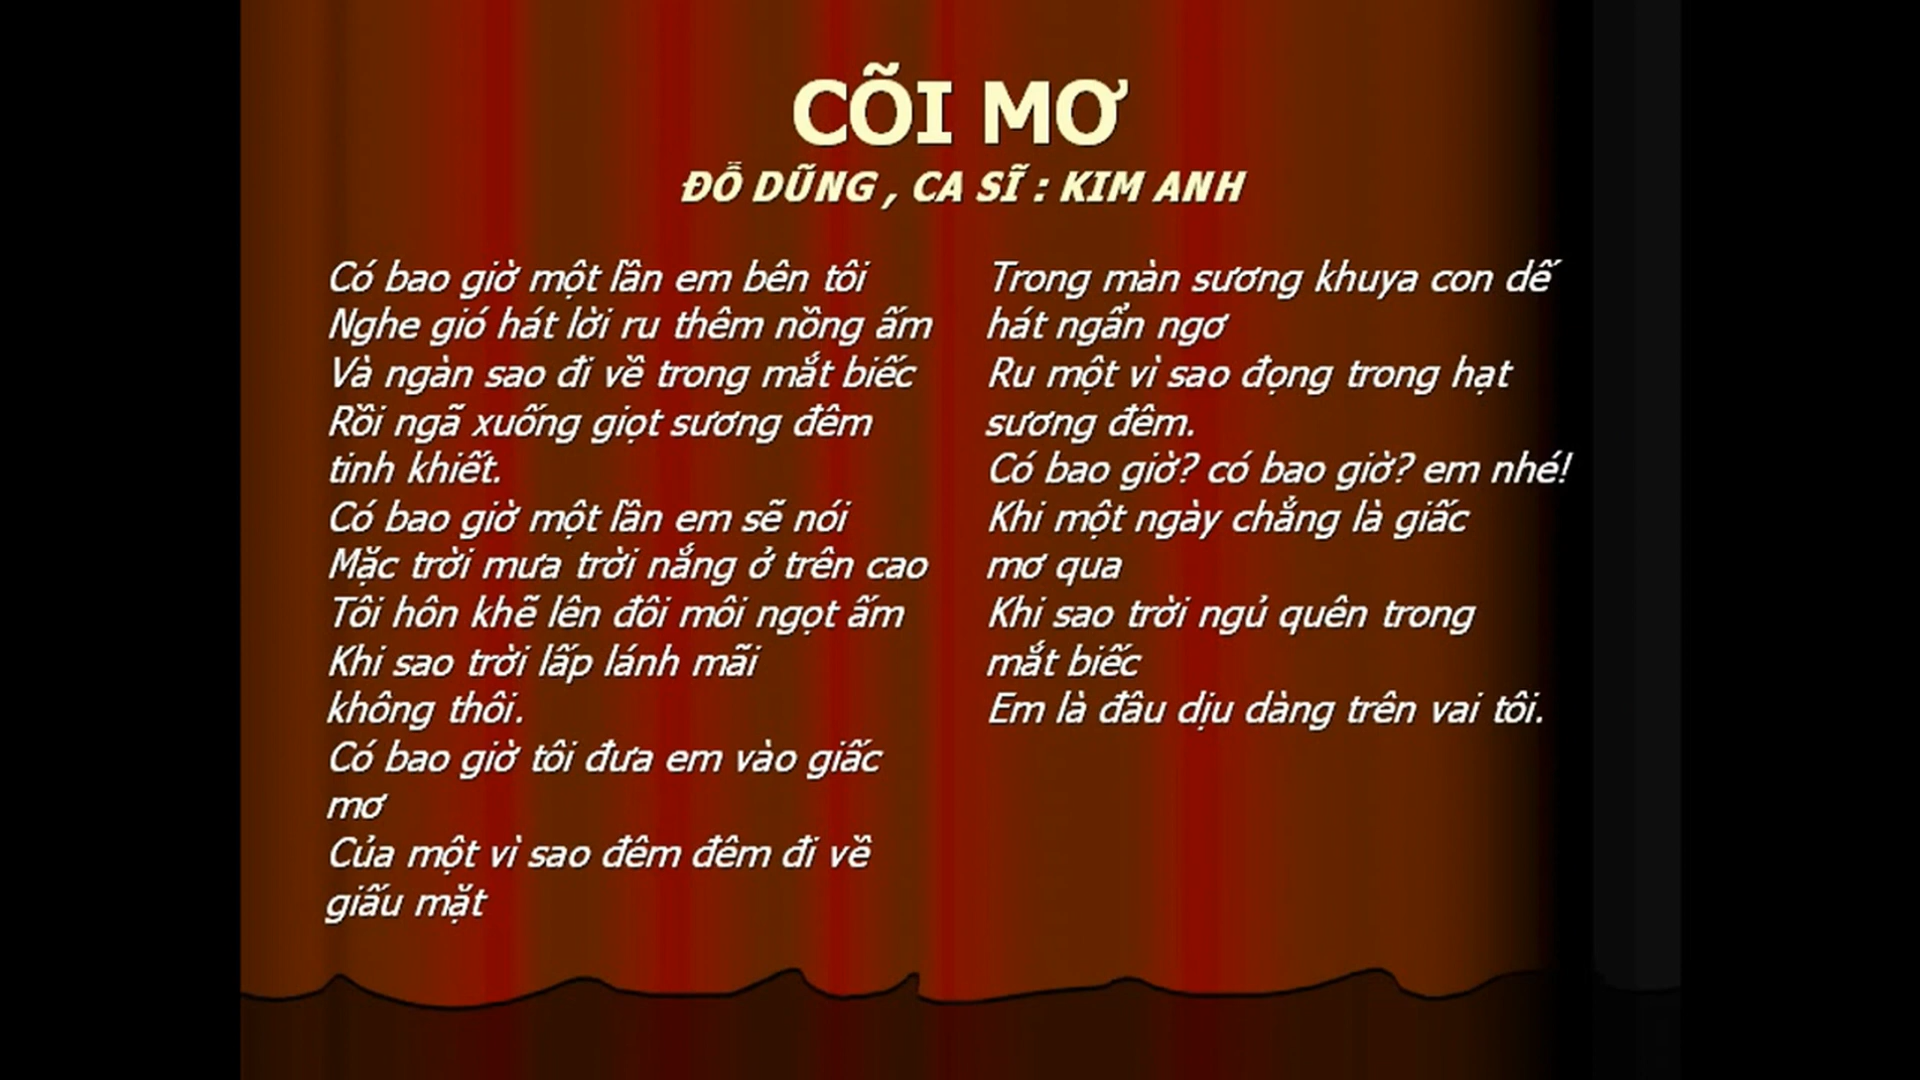 CÕI MƠ
ĐỖ DŨNG , CA SĨ : KIM ANH
Có bao giờ một lần em bên tôi
Nghe gió hát lời ru thêm nồng ấm
Và ngàn sao đi về trong mắt biếc
Rồi ngã xuống giọt sương đêm
tinh khiết.
Có bao giờ một lần em sẽ nói
Mặc trời mưa trời nắng ở trên cao
Tôi hôn khẽ lên đôi môi ngọt ấm
Khi sao trời lấp lánh mãi
không thôi.
Có bao giờ tôi đưa em vào giấc
mơ
Của một vì sao đêm đêm đi về
giấu mặt
Trong màn sương khuya con dế
hát ngẩn ngơ
Ru một vì sao đọng trong hạt
sương đêm.
Có bao giờ? có bao giờ? em nhé!
Khi một ngày chẳng là giấc
mơ qua
Khi sao trời ngủ quên trong
mắt biếc
Em là đâu dịu dàng trên vai tôi.